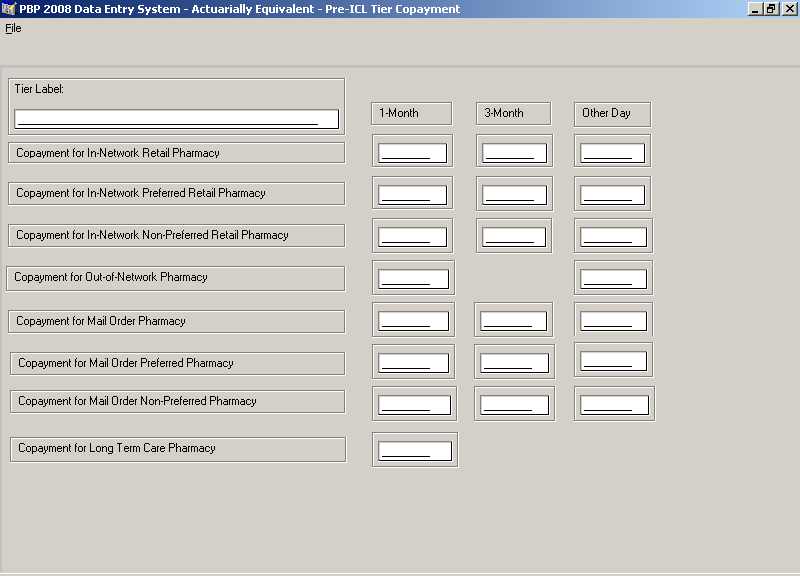 PBP 2008 Data Entry System - Actuarially Equivalent - Pre-ICL Tier Copayment
File
Tier Label:
1-Month 3-Month Other Day
Copayment for In-Network Retail Pharmacy
Copayment for In-Network Preferred Retail Pharmacy
Copayment for In-Network Non-Preferred Retail Pharmacy
Copayment for Out-of-Network Pharmacy
Copayment for Mail Order Pharmacy
Copayment for Mail Order Preferred Pharmacy
Copayment for Mail Order Non-Preferred Pharmacy
Copayment for Long Term Care Pharmacy